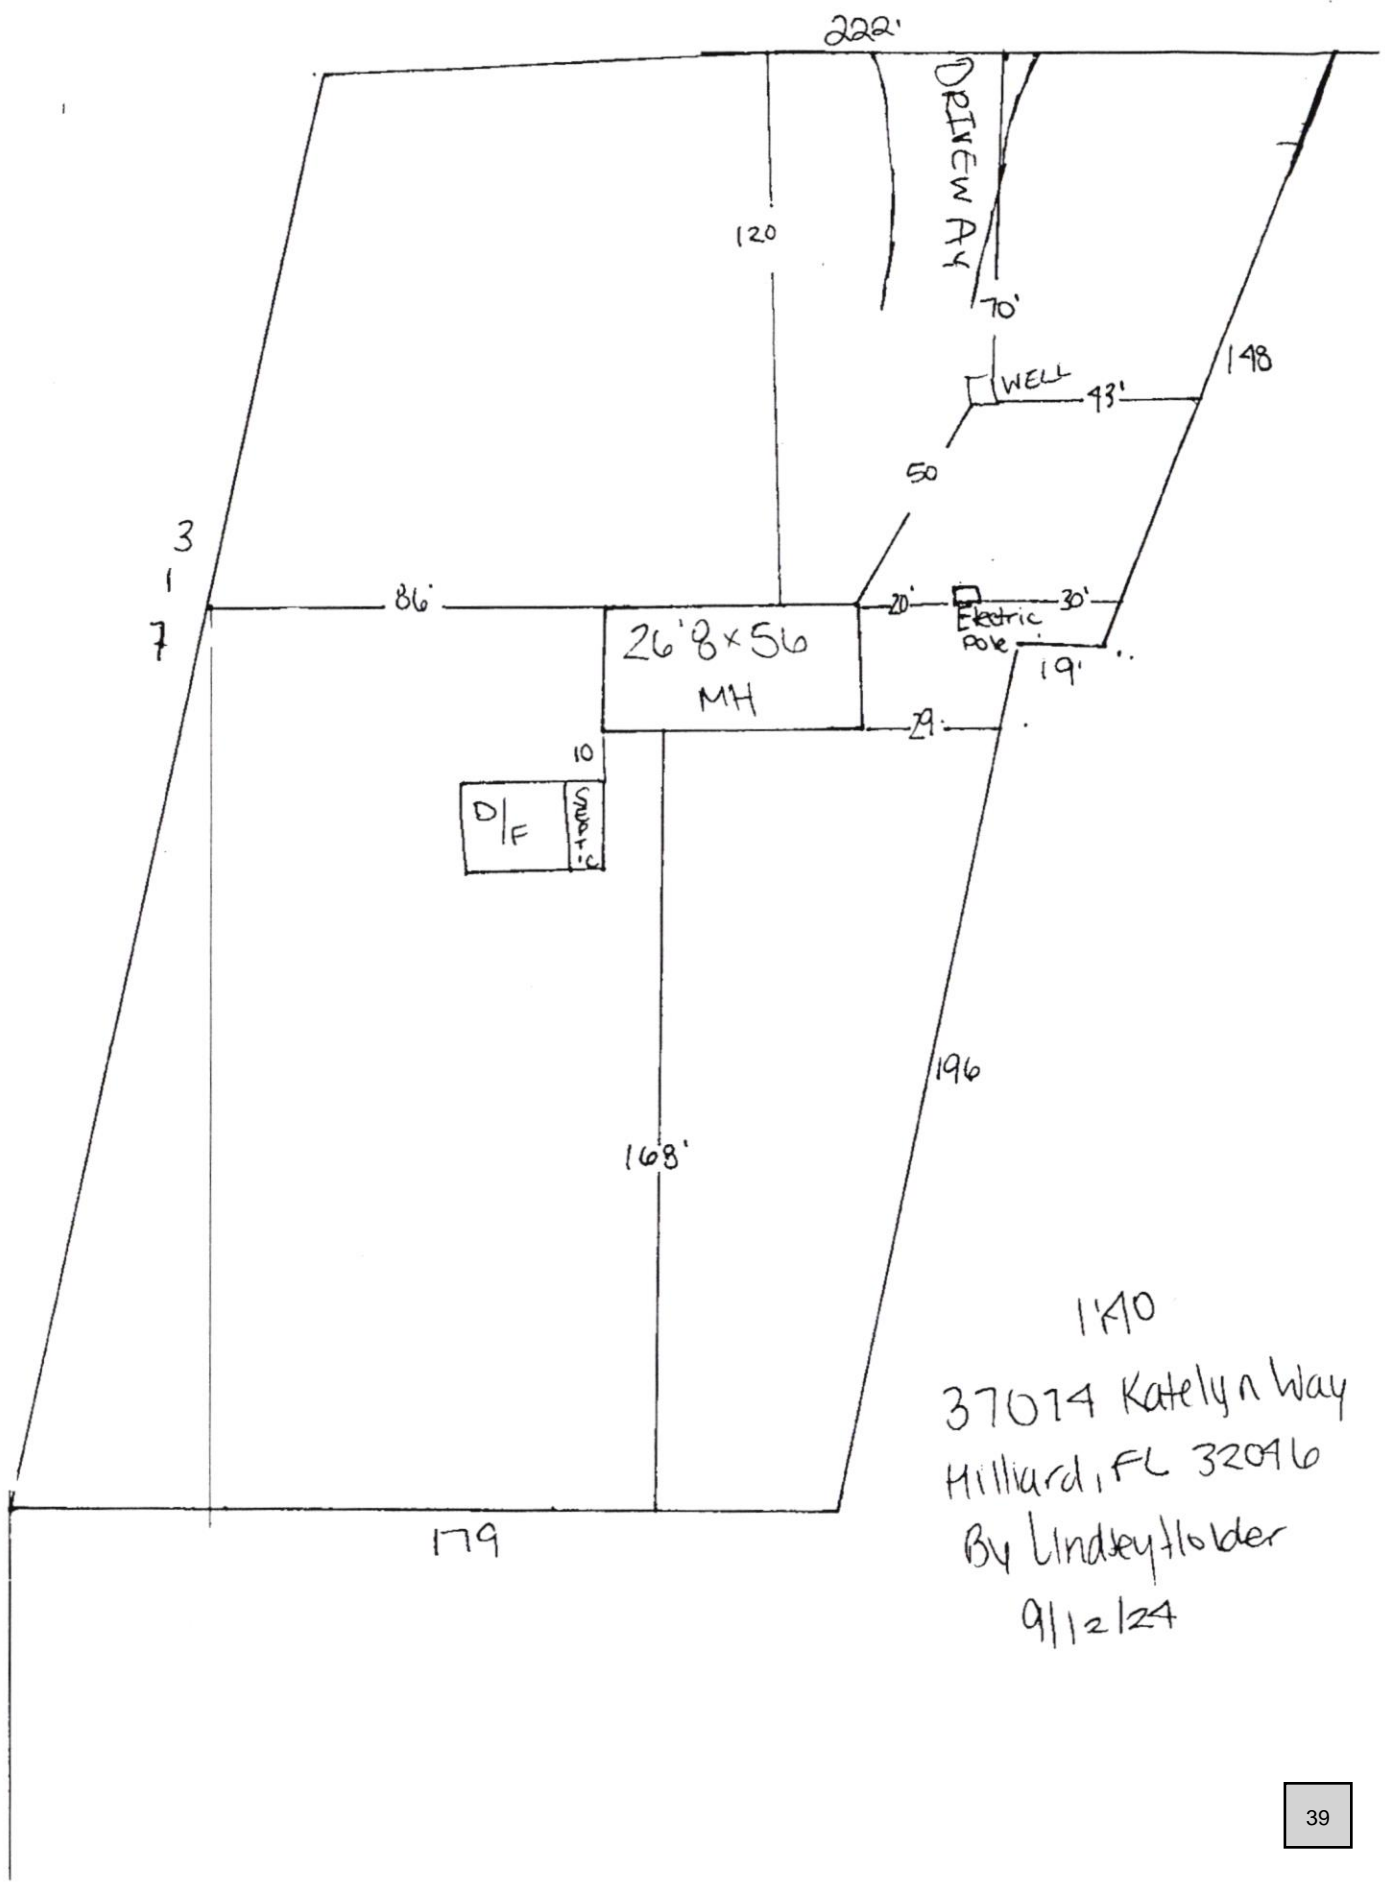 222'
DRIVEWAY
120
70'
148
WELL
43'
50
3
1
7
86'
20'
30'
Electric
pole
26'8 x 56
MH
19'
29
10
D/F
Septic
196
168'
1:40
179
37074 Katelyn Way
Hilliard, FL 32046
By Lindsey Holder
9/12/24
39